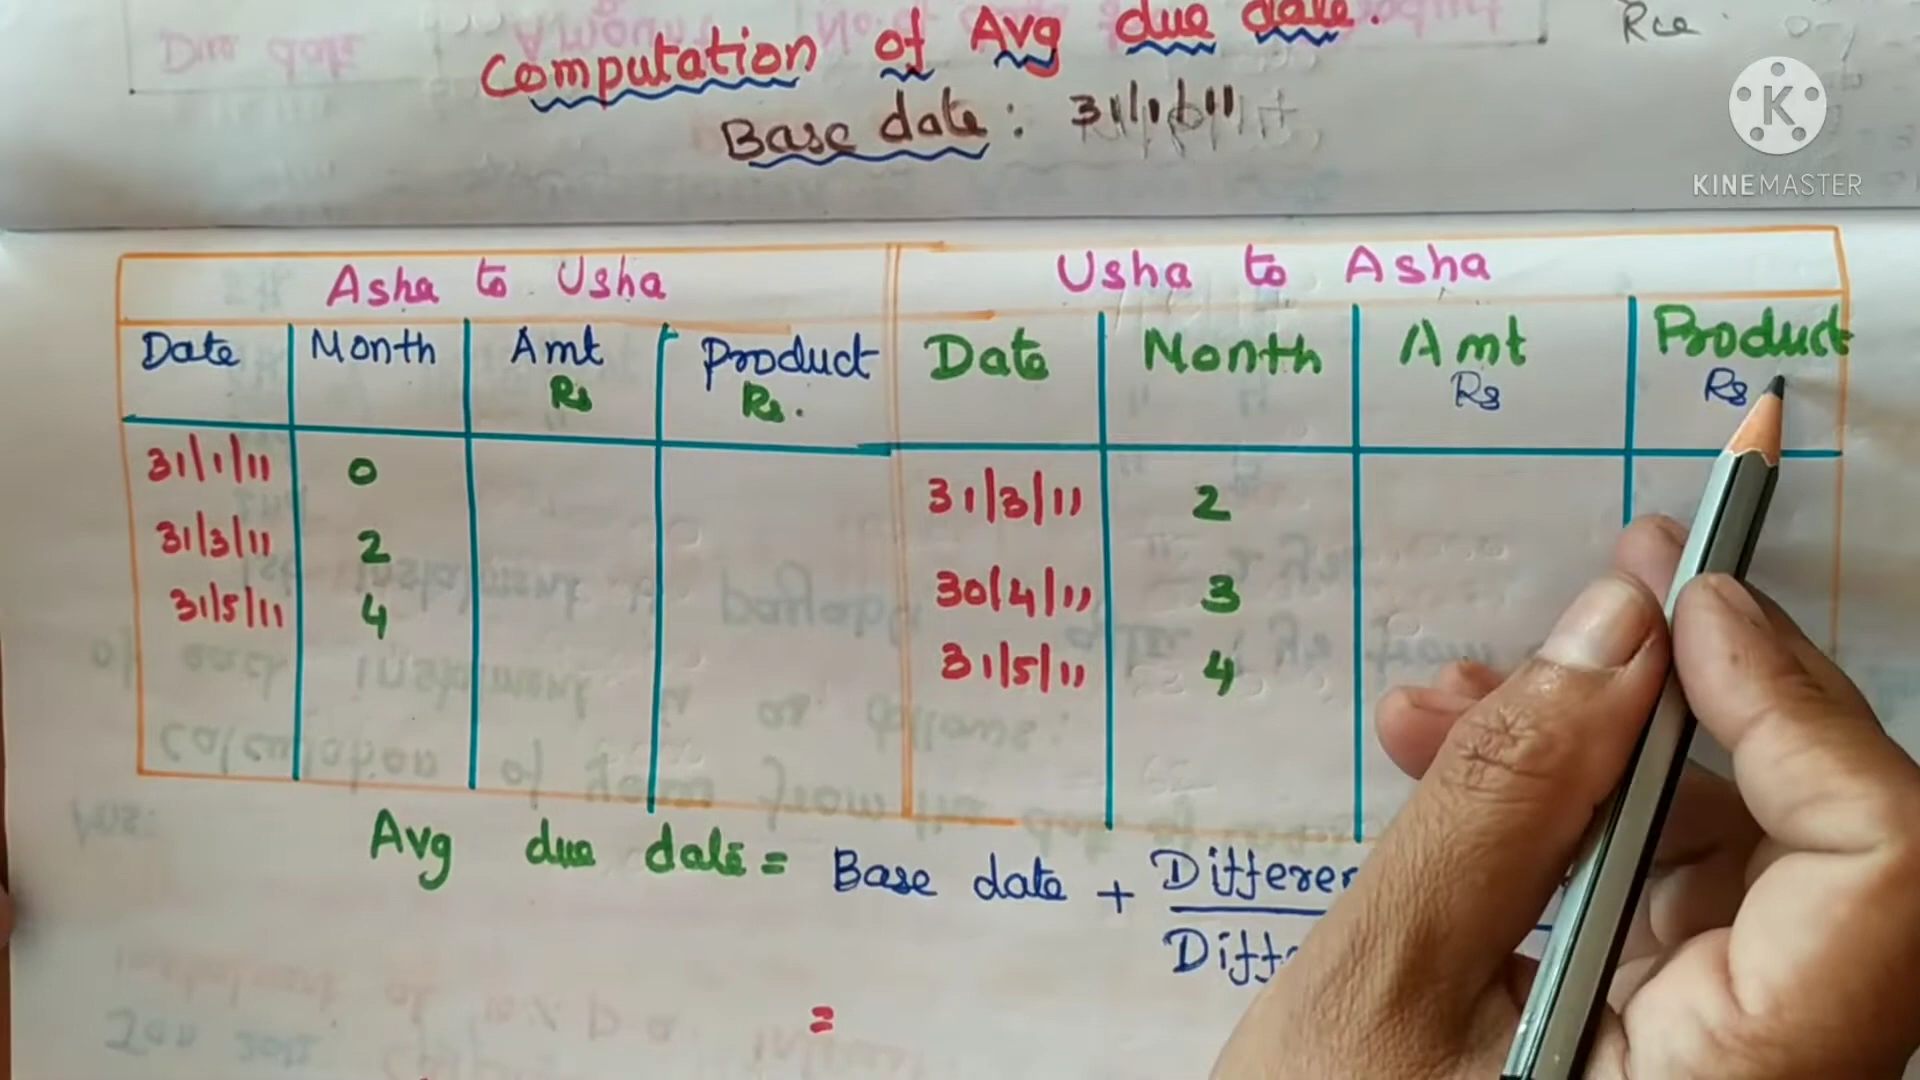 Rce
Computation of Avg due date.
Base date : 31/1/11
KINEMASTER
Asha to Usha
Usha to Asha
Date Month Amt Rs Product Rs.
Date Month Amt Rs Product Rs
31/1/11 0
31/3/11 2
31/3/11 2
30/4/11 3
31/5/11 4
31/5/11 4
Avg due date = Base date + Differen
Diff
=